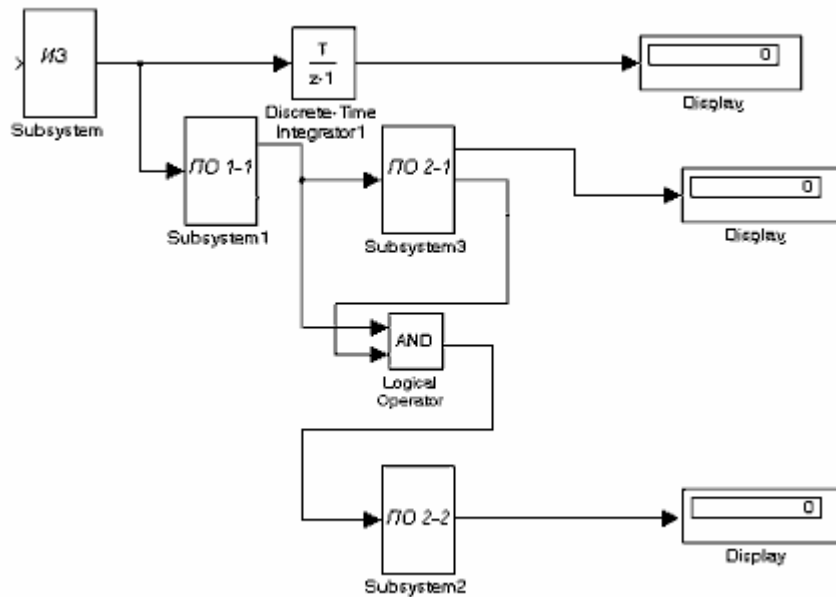 ИЗ
Subsystem
T
z-1
Discrete-Time
Integrator1
0
Display
ПО 1-1
Subsystem1
ПО 2-1
Subsystem3
0
Display
AND
Logical
Operator
ПО 2-2
Subsystem2
0
Display